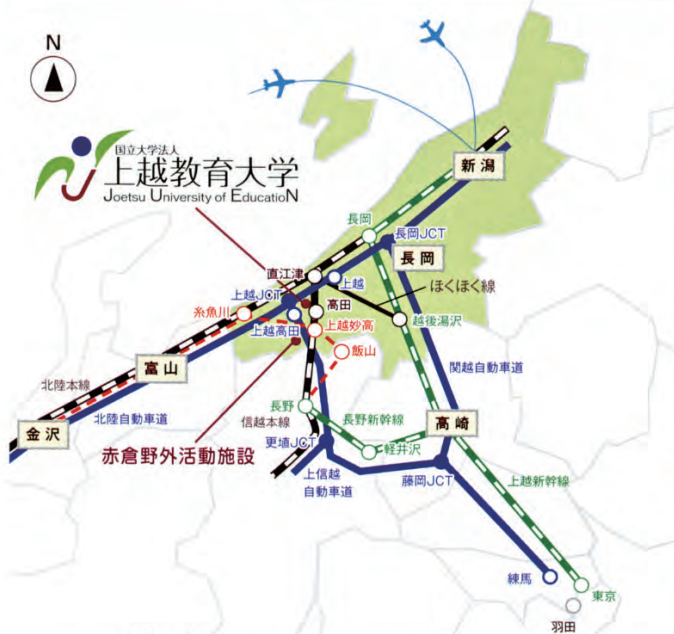 N
国立大学法人
上越教育大学
Joetsu University of EducatioN
新潟
長岡
長岡JCT
長岡
直江津
上越
ほくほく線
上越JCT
高田
糸魚川
上越高田
上越妙高
越後湯沢
飯山
富山
関越自動車道
北陸本線
長野
北陸自動車道
信越本線
長野新幹線
高崎
金沢
更埴JCT
軽井沢
赤倉野外活動施設
上信越
自動車道
藤岡JCT
上越新幹線
練馬
東京
羽田